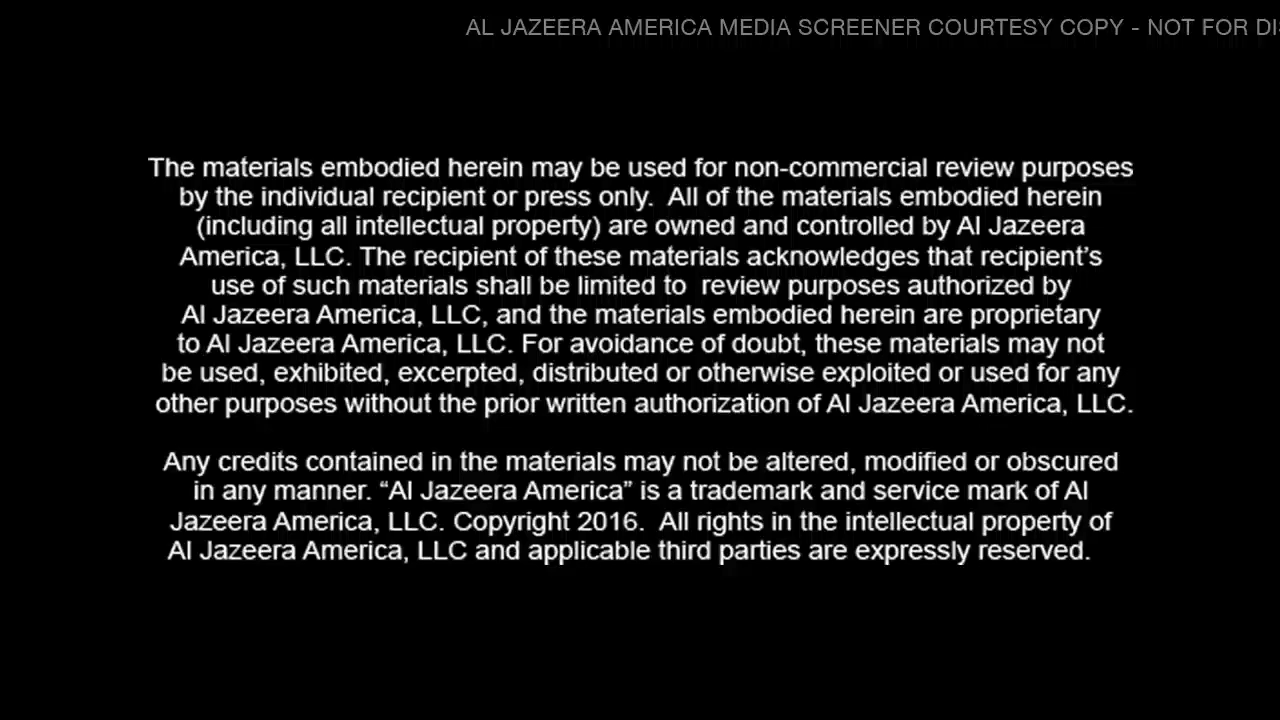 AL JAZEERA AMERICA MEDIA SCREENER COURTESY COPY - NOT FOR
The materials embodied herein may be used for non-commercial review purposes
by the individual recipient or press only.  All of the materials embodied herein
(including all intellectual property) are owned and controlled by Al Jazeera
America, LLC. The recipient of these materials acknowledges that recipient’s
use of such materials shall be limited to  review purposes authorized by
Al Jazeera America, LLC, and the materials embodied herein are proprietary
to Al Jazeera America, LLC. For avoidance of doubt, these materials may not
be used, exhibited, excerpted, distributed or otherwise exploited or used for any
other purposes without the prior written authorization of Al Jazeera America, LLC.
Any credits contained in the materials may not be altered, modified or obscured
in any manner. “Al Jazeera America” is a trademark and service mark of Al
Jazeera America, LLC. Copyright 2016.  All rights in the intellectual property of
Al Jazeera America, LLC and applicable third parties are expressly reserved.